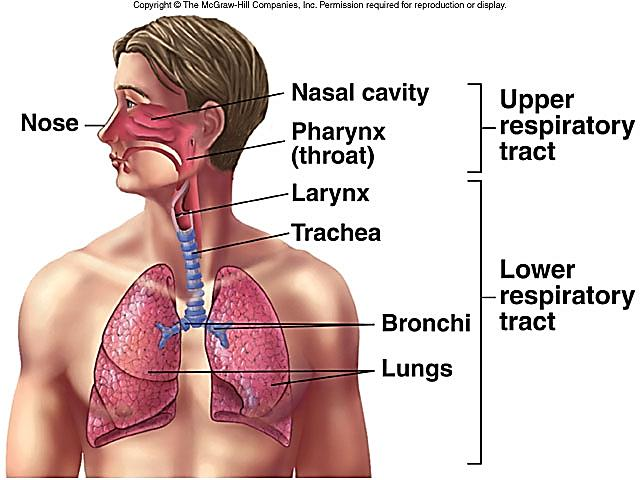 Copyright © The McGraw-Hill Companies, Inc. Permission required for reproduction or display.
Nose
Nasal cavity
Pharynx
(throat)
Larynx
Trachea
Bronchi
Lungs
Upper
respiratory
tract
Lower
respiratory
tract